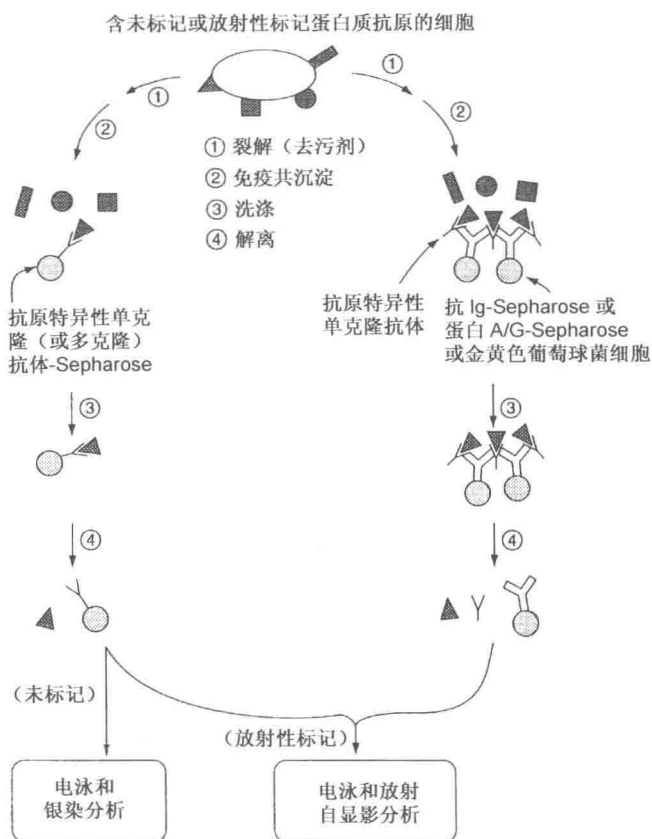 含未标记或放射性标记蛋白质抗原的细胞
①
①
②
②
① 裂解（去污剂）
② 免疫共沉淀
③ 洗涤
④ 解离
抗原特异性单克
隆（或多克隆）
抗体-Sepharose
抗原特异性
单克隆抗体
抗 Ig-Sepharose 或
蛋白 A/G-Sepharose
或金黄色葡萄球菌细胞
③
③
④
④
（未标记）
（放射性标记）
电泳和
银染分析
电泳和放射
自显影分析